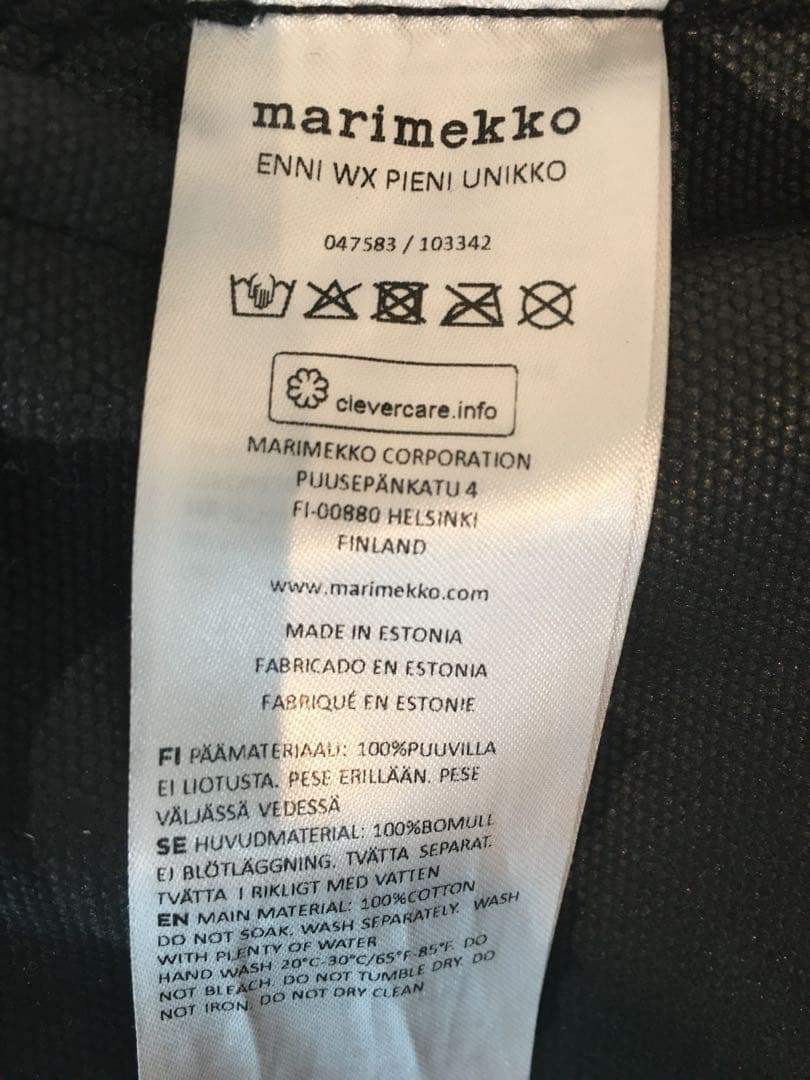 marimekko
ENNI WX PIENI UNIKKO
047583 / 103342
clevercare.info
MARIMEKKO CORPORATION
PUUSEPÄNKATU 4
FI-00880 HELSINKI
FINLAND
www.marimekko.com
MADE IN ESTONIA
FABRICADO EN ESTONIA
FABRIQUÉ EN ESTONIE
FI PÄÄMATERIAALI: 100%PUUVILLA
EI LIOTUSTA. PESE ERILLÄÄN. PESE
VÄLJÄSSÄ VEDESSÄ
SE HUVUDMATERIAL: 100%BOMULL
EJ BLÖTLÄGGNING. TVÄTTA SEPARAT.
TVÄTTA I RIKLIGT MED VATTEN
EN MAIN MATERIAL: 100%COTTON
DO NOT SOAK. WASH SEPARATELY. WASH
WITH PLENTY OF WATER
HAND WASH 20°C-30°C/65°F-85°F. DO
NOT BLEACH. DO NOT TUMBLE DRY. DO
NOT IRON. DO NOT DRY CLEAN